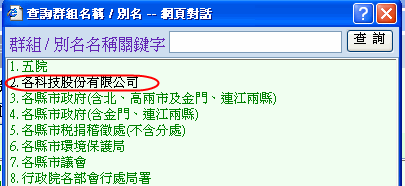 查詢群組名稱 / 別名 -- 網頁對話
群組 / 別名名稱關鍵字 查 詢
1. 五院
2. 各科技股份有限公司
3. 各縣市政府(含北、高兩市及金門、連江兩縣)
4. 各縣市政府(含金門、連江兩縣)
5. 各縣市稅捐稽徵處(不含分處)
6. 各縣市環境保護局
7. 各縣市議會
8. 行政院各部會行處局署